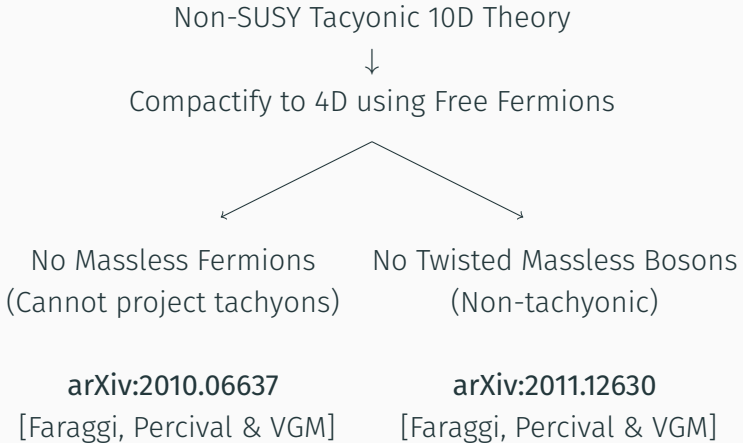 Non-SUSY Tacyonic 10D Theory
↓
Compactify to 4D using Free Fermions
No Massless Fermions
(Cannot project tachyons)
arXiv:2010.06637
[Faraggi, Percival & VGM]
No Twisted Massless Bosons
(Non-tachyonic)
arXiv:2011.12630
[Faraggi, Percival & VGM]